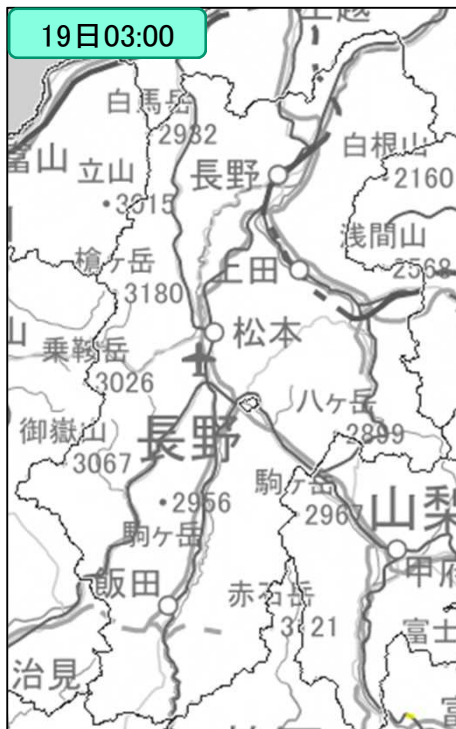 19日03:00
上越
白馬岳
2932
富山
立山
3015
長野
白根山
2160
浅間山
2568
槍ヶ岳
3180
上田
松本
乗鞍岳
3026
八ヶ岳
2899
御嶽山
3067
長野
2956
駒ヶ岳
駒ヶ岳
2967
山梨
甲府
飯田
赤石岳
3121
富士
治見